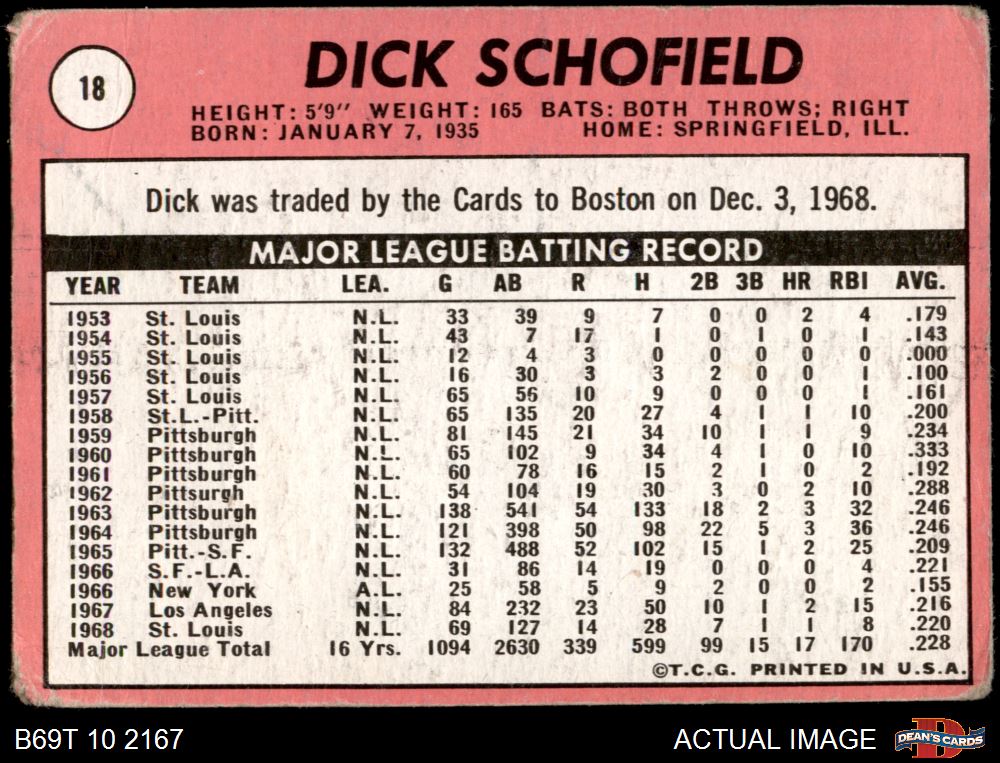 18
DICK SCHOFIELD
HEIGHT: 5'9" WEIGHT: 165 BATS: BOTH THROWS; RIGHT
BORN: JANUARY 7, 1935 HOME: SPRINGFIELD, ILL.
Dick was traded by the Cards to Boston on Dec. 3, 1968.
MAJOR LEAGUE BATTING RECORD
YEAR TEAM LEA. G AB R H 2B 3B HR RBI AVG.
1953 St. Louis N.L. 33 39 9 7 0 0 2 4 .179
1954 St. Louis N.L. 43 7 17 1 0 1 0 1 .143
1955 St. Louis N.L. 12 4 3 0 0 0 0 0 .000
1956 St. Louis N.L. 16 30 3 3 2 0 0 1 .100
1957 St. Louis N.L. 65 56 10 9 0 0 0 1 .161
1958 St.L.-Pitt. N.L. 65 135 20 27 4 1 1 10 .200
1959 Pittsburgh N.L. 81 145 21 34 10 1 1 9 .234
1960 Pittsburgh N.L. 65 102 9 34 4 1 0 10 .333
1961 Pittsburgh N.L. 60 78 16 15 2 1 0 2 .192
1962 Pittsurgh N.L. 54 104 19 30 3 0 2 10 .288
1963 Pittsburgh N.L. 138 541 54 133 18 2 3 32 .246
1964 Pittsburgh N.L. 121 398 50 98 22 5 3 36 .246
1965 Pitt.-S.F. N.L. 132 488 52 102 15 1 2 25 .209
1966 S.F.-L.A. N.L. 31 86 14 19 0 0 0 4 .221
1966 New York A.L. 25 58 5 9 2 0 0 2 .155
1967 Los Angeles N.L. 84 232 23 50 10 1 2 15 .216
1968 St. Louis N.L. 69 127 14 28 7 1 1 8 .220
Major League Total 16 Yrs. 1094 2630 339 599 99 15 17 170 .228
©T.C.G. PRINTED IN U.S.A.
B69T 10 2167 ACTUAL IMAGE DEAN'S CARDS